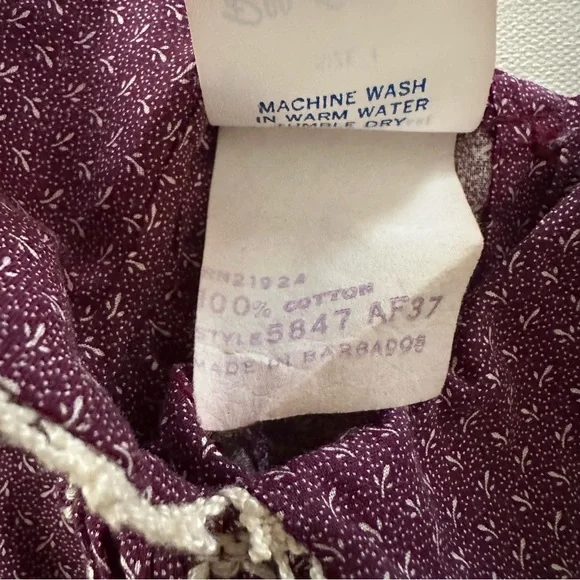 MACHINE WASH
IN WARM WATER
TUMBLE DRY
RN21924
100% COTTON
STYLE 5847 AF37
MADE IN BARBADOS